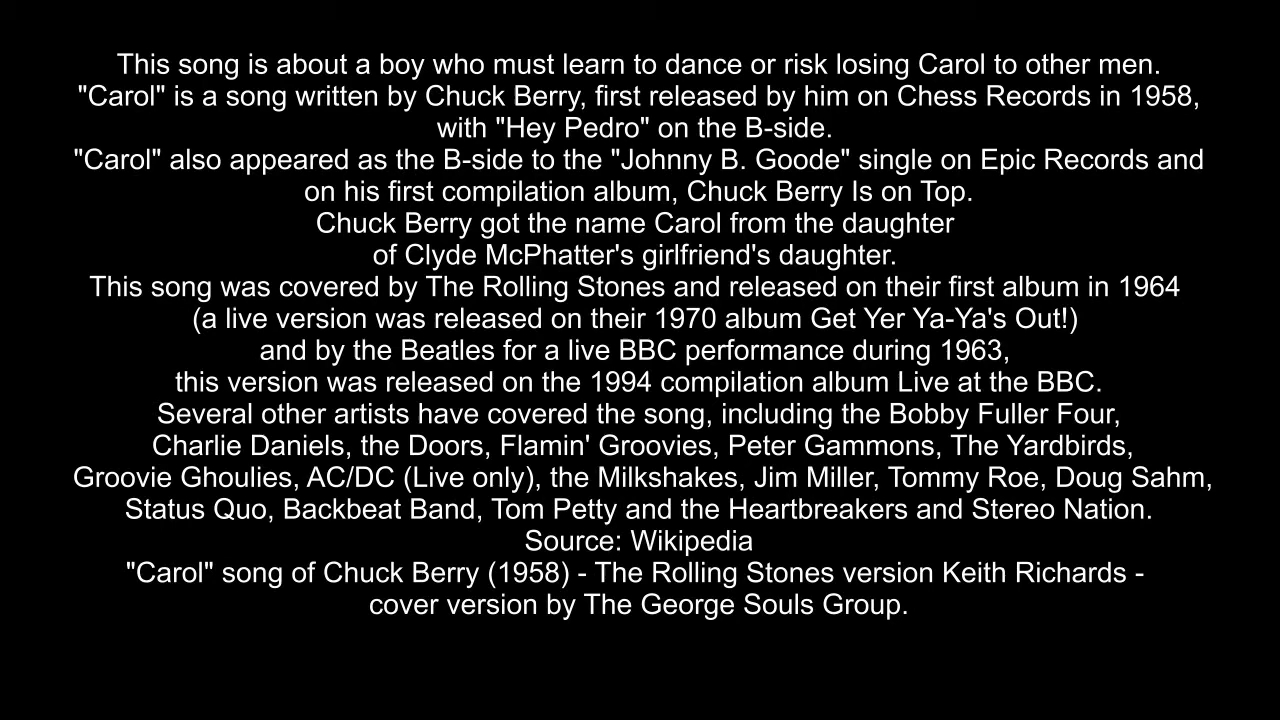 This song is about a boy who must learn to dance or risk losing Carol to other men.
"Carol" is a song written by Chuck Berry, first released by him on Chess Records in 1958,
with "Hey Pedro" on the B-side.
"Carol" also appeared as the B-side to the "Johnny B. Goode" single on Epic Records and
on his first compilation album, Chuck Berry Is on Top.
Chuck Berry got the name Carol from the daughter
of Clyde McPhatter's girlfriend's daughter.
This song was covered by The Rolling Stones and released on their first album in 1964
(a live version was released on their 1970 album Get Yer Ya-Ya's Out!)
and by the Beatles for a live BBC performance during 1963,
this version was released on the 1994 compilation album Live at the BBC.
Several other artists have covered the song, including the Bobby Fuller Four,
Charlie Daniels, the Doors, Flamin' Groovies, Peter Gammons, The Yardbirds,
Groovie Ghoulies, AC/DC (Live only), the Milkshakes, Jim Miller, Tommy Roe, Doug Sahm,
Status Quo, Backbeat Band, Tom Petty and the Heartbreakers and Stereo Nation.
Source: Wikipedia
"Carol" song of Chuck Berry (1958) - The Rolling Stones version Keith Richards -
cover version by The George Souls Group.